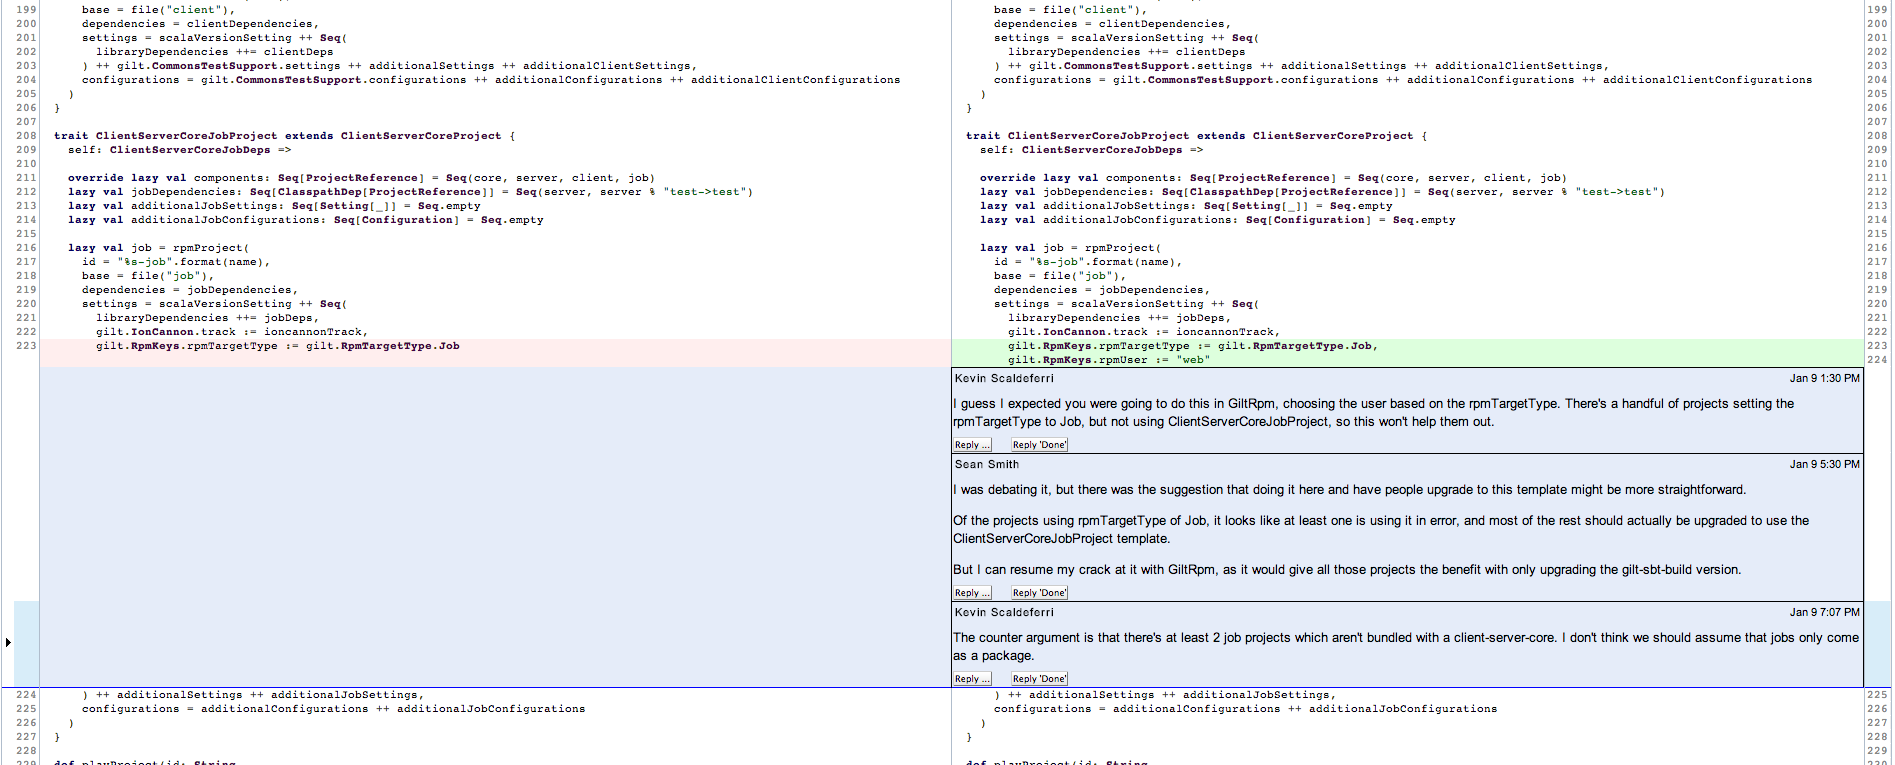 199 base = file("client"),
200 dependencies = clientDependencies,
201 settings = scalaVersionSetting ++ Seq(
202 libraryDependencies ++= clientDeps
203 ) ++ gilt.CommonsTestSupport.settings ++ additionalSettings ++ additionalClientSettings,
204 configurations = gilt.CommonsTestSupport.configurations ++ additionalConfigurations ++ additionalClientConfigurations
205 )
206 }
207
208 trait ClientServerCoreJobProject extends ClientServerCoreProject {
209 self: ClientServerCoreJobDeps =>
210
211 override lazy val components: Seq[ProjectReference] = Seq(core, server, client, job)
212 lazy val jobDependencies: Seq[ClasspathDep[ProjectReference]] = Seq(server, server % "test->test")
213 lazy val additionalJobSettings: Seq[Setting[_]] = Seq.empty
214 lazy val additionalJobConfigurations: Seq[Configuration] = Seq.empty
215
216 lazy val job = rpmProject(
217 id = "%s-job".format(name),
218 base = file("job"),
219 dependencies = jobDependencies,
220 settings = scalaVersionSetting ++ Seq(
221 libraryDependencies ++= jobDeps,
222 gilt.IonCannon.track := ioncannonTrack,
223 gilt.RpmKeys.rpmTargetType := gilt.RpmTargetType.Job
224 ) ++ additionalSettings ++ additionalJobSettings,
225 configurations = additionalConfigurations ++ additionalJobConfigurations
226 )
227 }
228
229 def playProject(id: String,
base = file("client"), 199
dependencies = clientDependencies, 200
settings = scalaVersionSetting ++ Seq( 201
libraryDependencies ++= clientDeps 202
) ++ gilt.CommonsTestSupport.settings ++ additionalSettings ++ additionalClientSettings, 203
configurations = gilt.CommonsTestSupport.configurations ++ additionalConfigurations ++ additionalClientConfigurations 204
) 205
} 206
207
trait ClientServerCoreJobProject extends ClientServerCoreProject { 208
self: ClientServerCoreJobDeps => 209
210
override lazy val components: Seq[ProjectReference] = Seq(core, server, client, job) 211
lazy val jobDependencies: Seq[ClasspathDep[ProjectReference]] = Seq(server, server % "test->test") 212
lazy val additionalJobSettings: Seq[Setting[_]] = Seq.empty 213
lazy val additionalJobConfigurations: Seq[Configuration] = Seq.empty 214
215
lazy val job = rpmProject( 216
id = "%s-job".format(name), 217
base = file("job"), 218
dependencies = jobDependencies, 219
settings = scalaVersionSetting ++ Seq( 220
libraryDependencies ++= jobDeps, 221
gilt.IonCannon.track := ioncannonTrack, 222
gilt.RpmKeys.rpmTargetType := gilt.RpmTargetType.Job, 223
gilt.RpmKeys.rpmUser := "web" 224
Kevin Scaldeferri Jan 9 1:30 PM
I guess I expected you were going to do this in GiltRpm, choosing the user based on the rpmTargetType. There's a handful of projects setting the
rpmTargetType to Job, but not using ClientServerCoreJobProject, so this won't help them out.
Reply ... Reply 'Done'
Sean Smith Jan 9 5:30 PM
I was debating it, but there was the suggestion that doing it here and have people upgrade to this template might be more straightforward.
Of the projects using rpmTargetType of Job, it looks like at least one is using it in error, and most of the rest should actually be upgraded to use the
ClientServerCoreJobProject template.
But I can resume my crack at it with GiltRpm, as it would give all those projects the benefit with only upgrading the gilt-sbt-build version.
Reply ... Reply 'Done'
Kevin Scaldeferri Jan 9 7:07 PM
The counter argument is that there's at least 2 job projects which aren't bundled with a client-server-core. I don't think we should assume that jobs only come
as a package.
Reply ... Reply 'Done'
) ++ additionalSettings ++ additionalJobSettings, 225
configurations = additionalConfigurations ++ additionalJobConfigurations 226
) 227
} 228
229
def playProject(id: String, 230